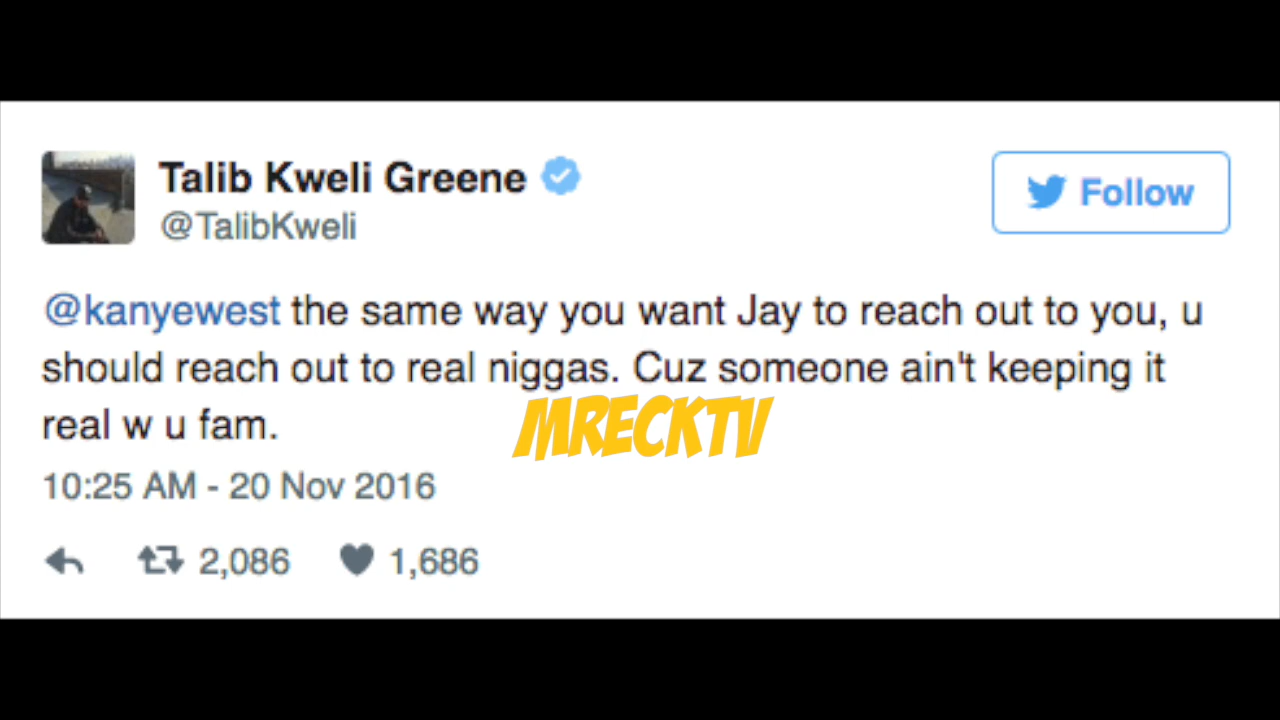 Talib Kweli Greene
@TalibKweli
Follow
@kanyewest the same way you want Jay to reach out to you, u
should reach out to real niggas. Cuz someone ain't keeping it
real w u fam.
MRECKTV
10:25 AM - 20 Nov 2016
2,086 1,686